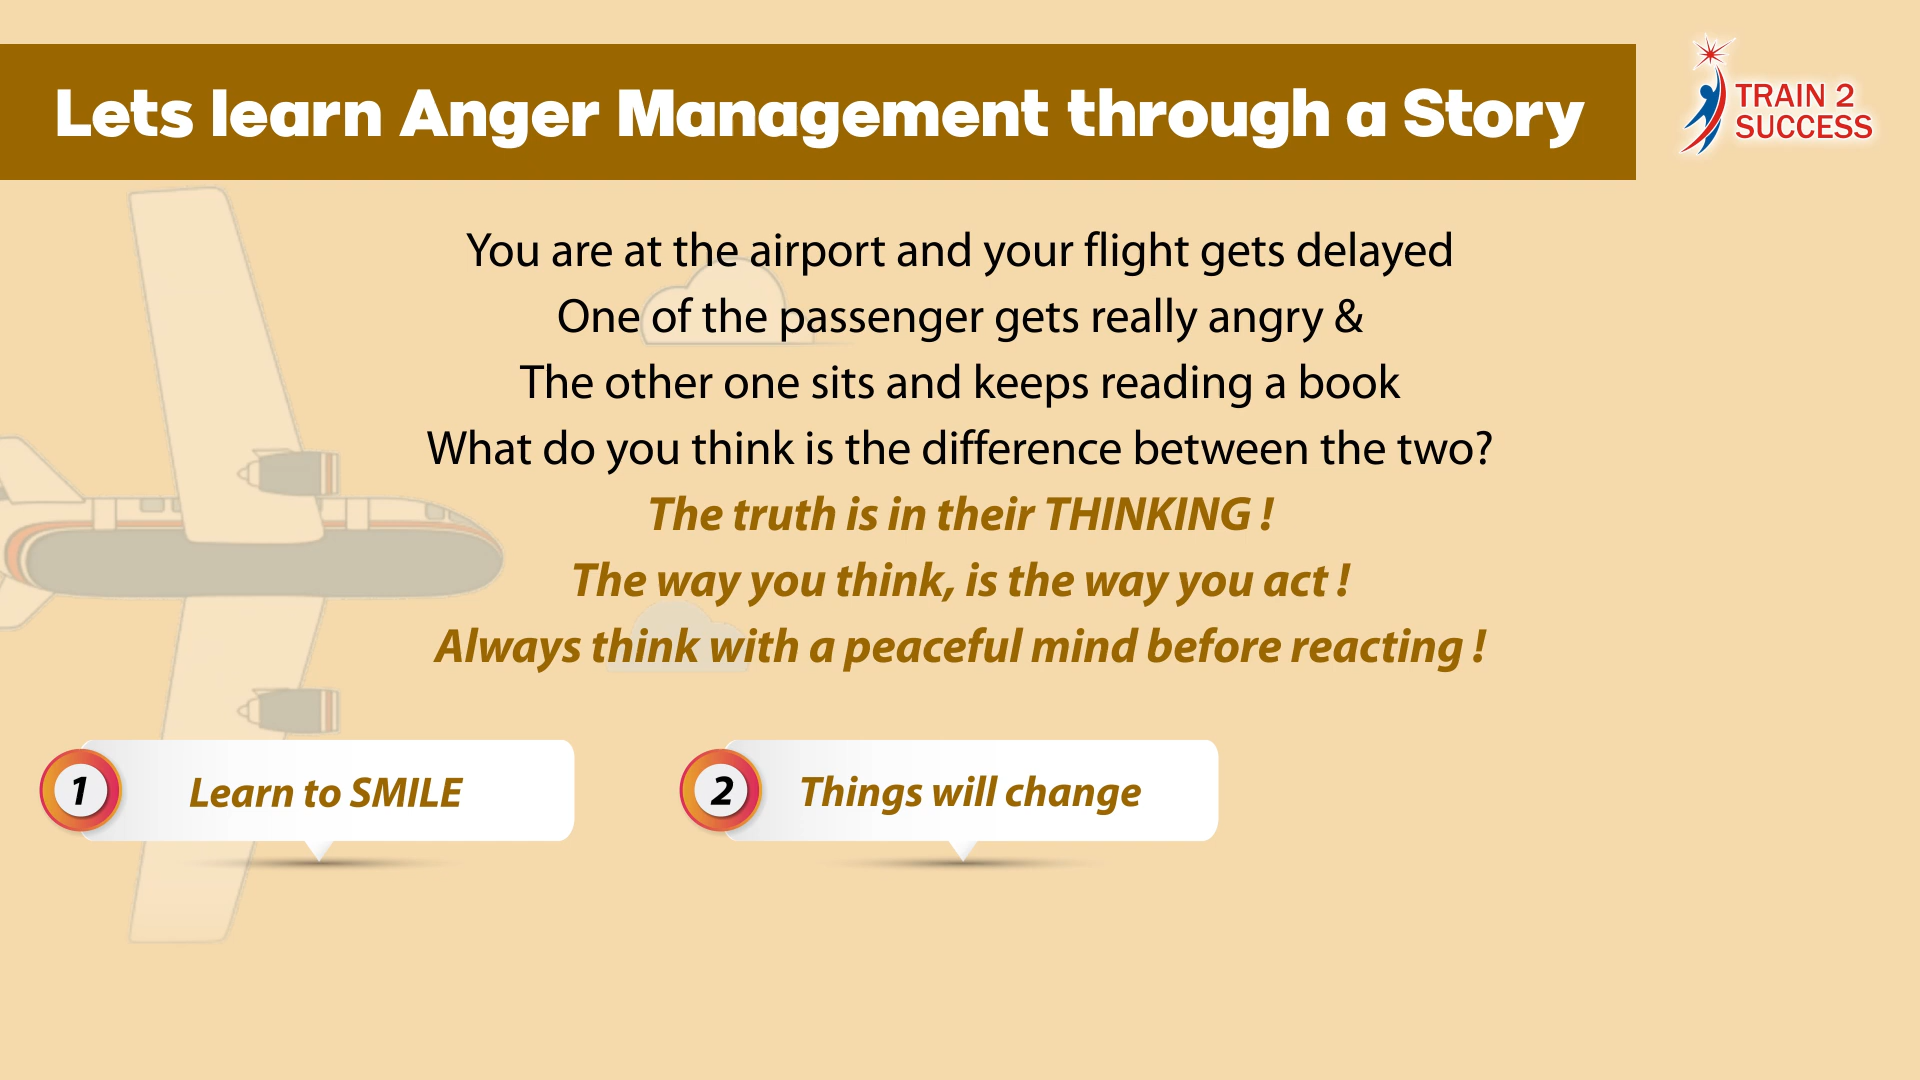 Lets learn Anger Management through a Story
TRAIN 2
SUCCESS
You are at the airport and your flight gets delayed
One of the passenger gets really angry &
The other one sits and keeps reading a book
What do you think is the difference between the two?
The truth is in their THINKING !
The way you think, is the way you act !
Always think with a peaceful mind before reacting !
1 Learn to SMILE
2 Things will change